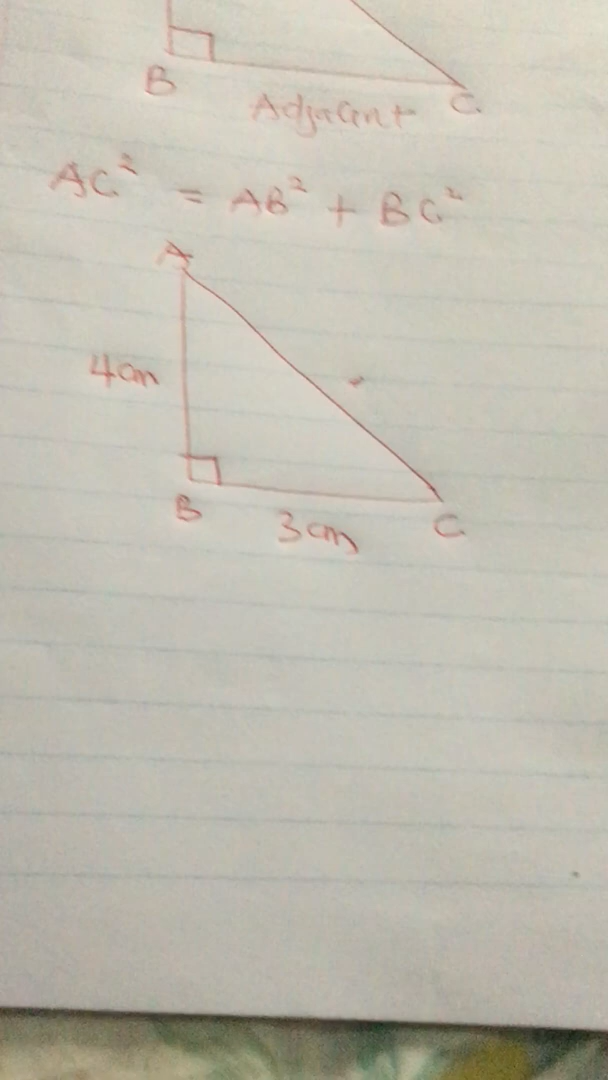 B
Adjacent
C
AC² = AB² + BC²
A
4cm
B
3cm
C